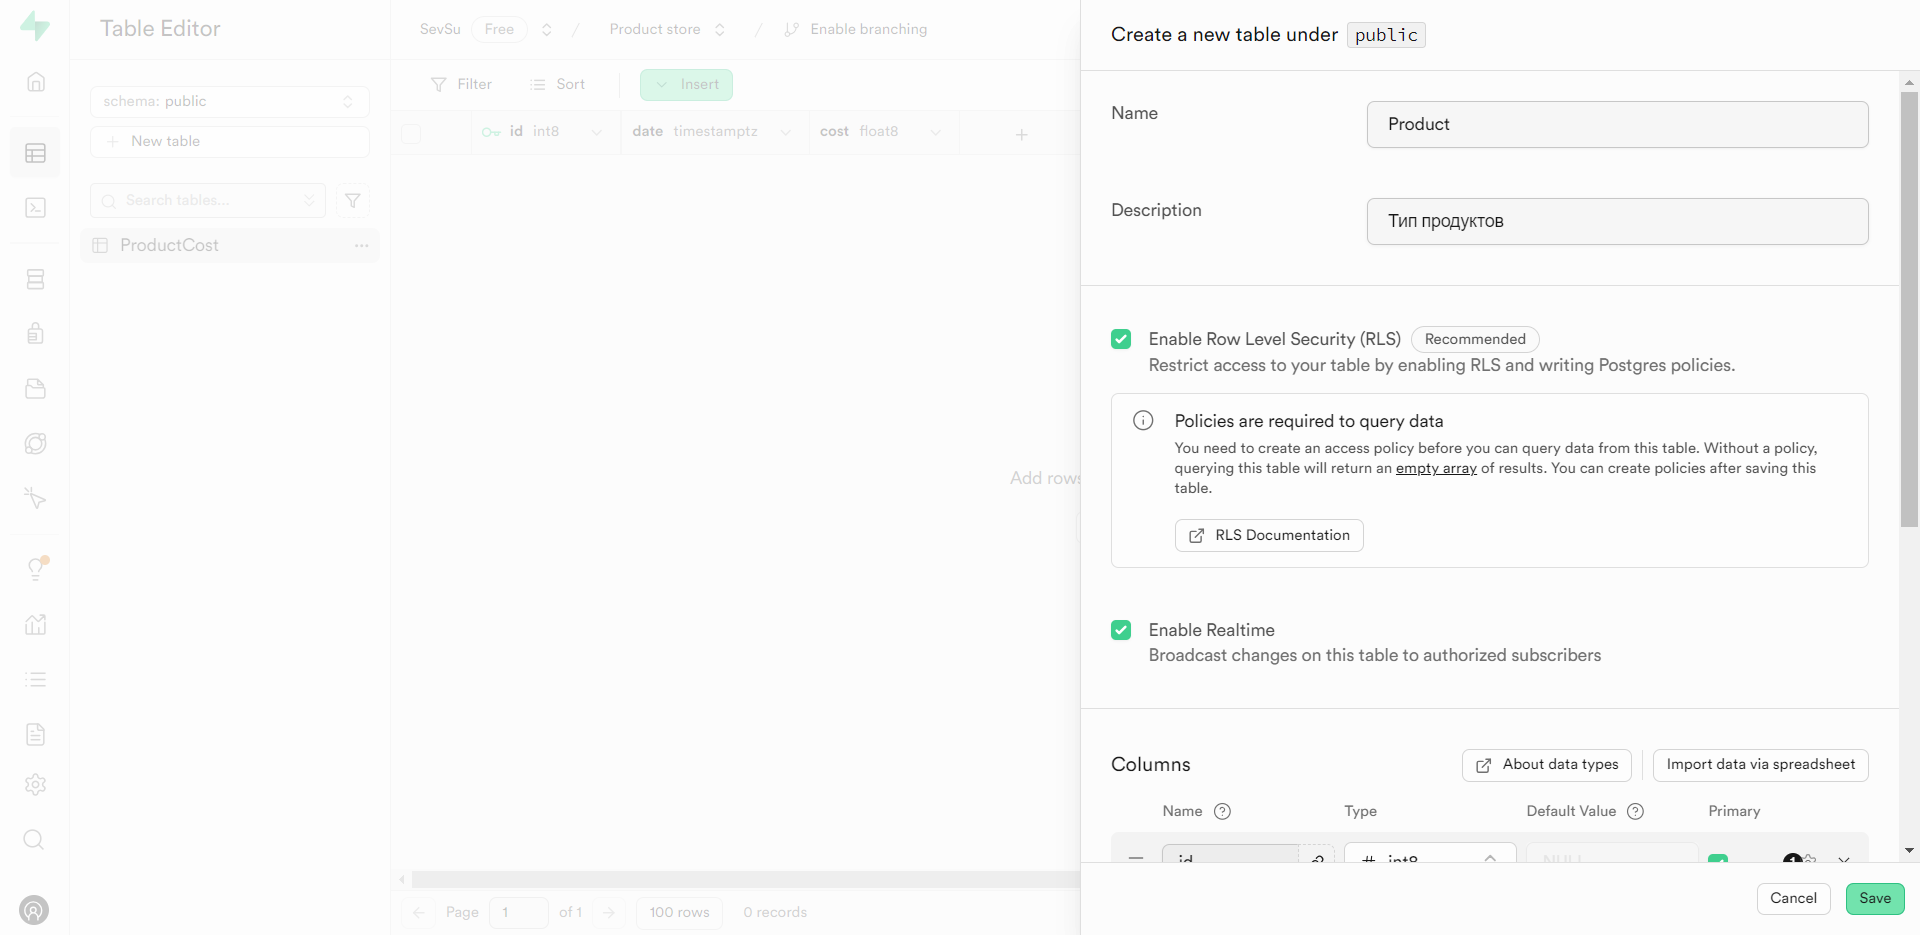 Table Editor
schema: public
New table
Search tables...
ProductCost
SevSu Free / Product store / Enable branching
Filter Sort Insert
id int8 date timestamptz cost float8
Add rows
Page 1 of 1 100 rows 0 records
Create a new table under public
Name
Product
Description
Тип продуктов
Enable Row Level Security (RLS) Recommended
Restrict access to your table by enabling RLS and writing Postgres policies.
Policies are required to query data
You need to create an access policy before you can query data from this table. Without a policy,
querying this table will return an empty array of results. You can create policies after saving this
table.
RLS Documentation
Enable Realtime
Broadcast changes on this table to authorized subscribers
Columns About data types Import data via spreadsheet
Name Type Default Value Primary
id int8 NULL 1
Cancel Save